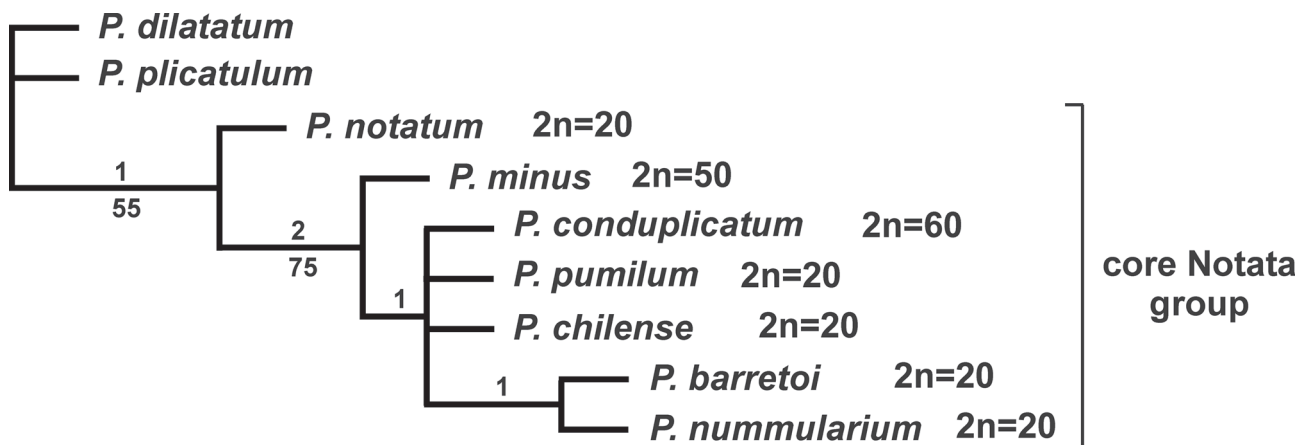 P. dilatatum
P. plicatulum
P. notatum 2n=20
1
55
P. minus 2n=50
2
75
P. conduplicatum 2n=60
P. pumilum 2n=20
1
P. chilense 2n=20
P. barretoi 2n=20
1
P. nummularium 2n=20
core Notata
group